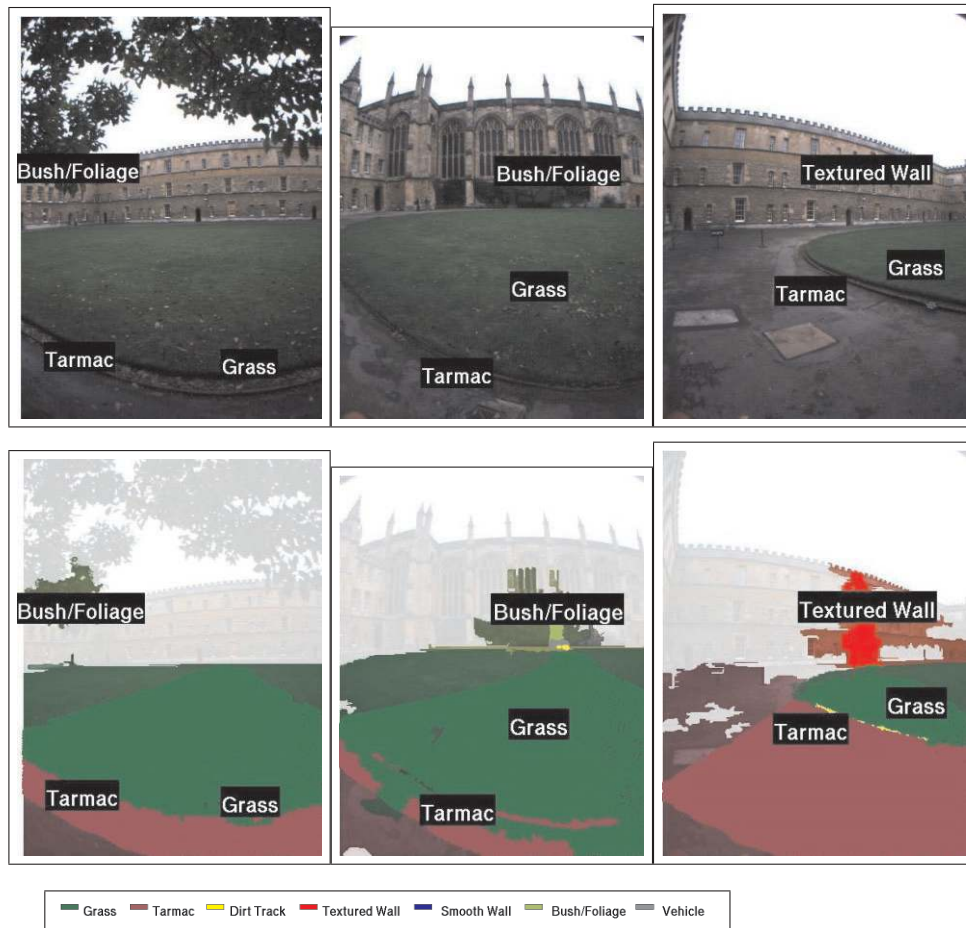 Bush/Foliage
Tarmac
Grass
Bush/Foliage
Grass
Tarmac
Textured Wall
Grass
Tarmac
Bush/Foliage
Tarmac
Grass
Bush/Foliage
Grass
Tarmac
Textured Wall
Grass
Tarmac
Grass Tarmac Dirt Track Textured Wall Smooth Wall Bush/Foliage Vehicle